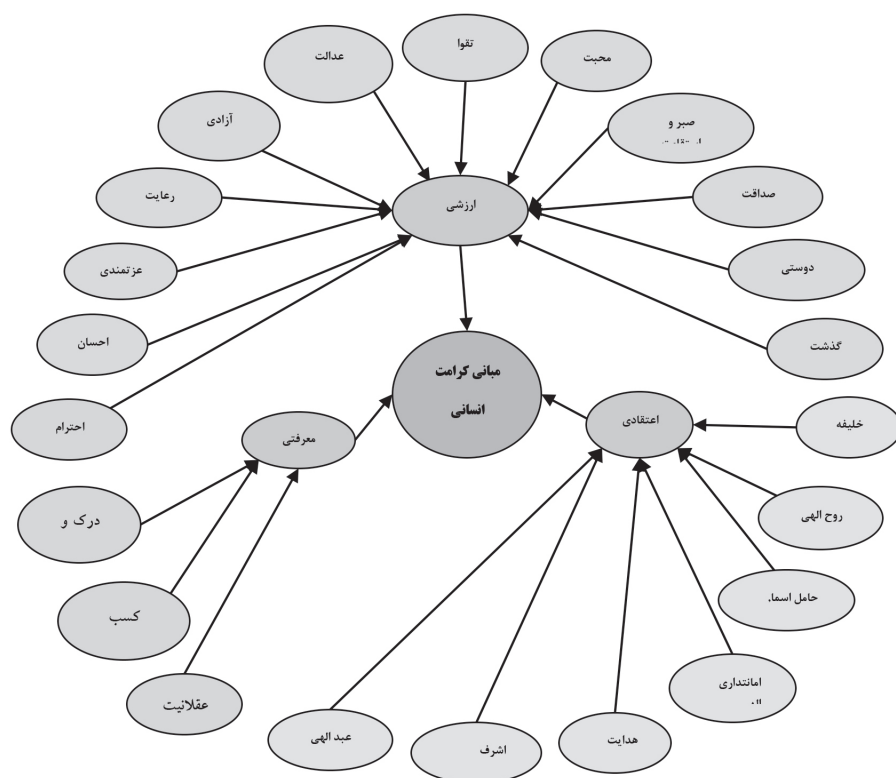 تقوا
محبت
عدالت
صبر و
آزادی
صداقت
رعایت
ارزشی
دوستی
عزتمندی
گذشت
احسان
احترام
مبانی کرامت
انسانی
معرفتی
اعتقادی
خلیفه
درک و
روح الهی
کسب
حامل اسما.
عقلانیت
امانتداری
عبد الهی
اشرف
هدایت